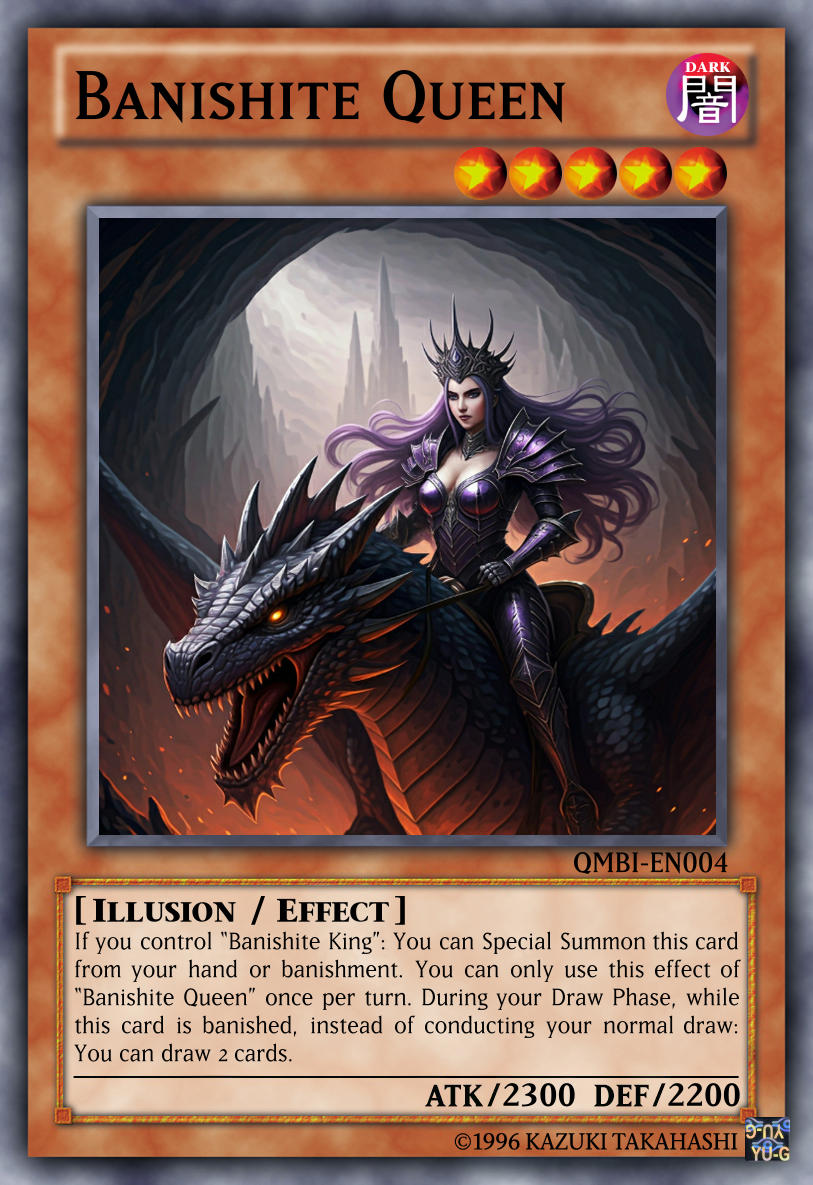 Banishite Queen
DARK
闇
QMBI-EN004
[ Illusion / Effect ]
If you control “Banishite King”: You can Special Summon this card
from your hand or banishment. You can only use this effect of
“Banishite Queen” once per turn. During your Draw Phase, while
this card is banished, instead of conducting your normal draw:
You can draw 2 cards.
ATK/2300 DEF/2200
©1996 KAZUKI TAKAHASHI
YU-G